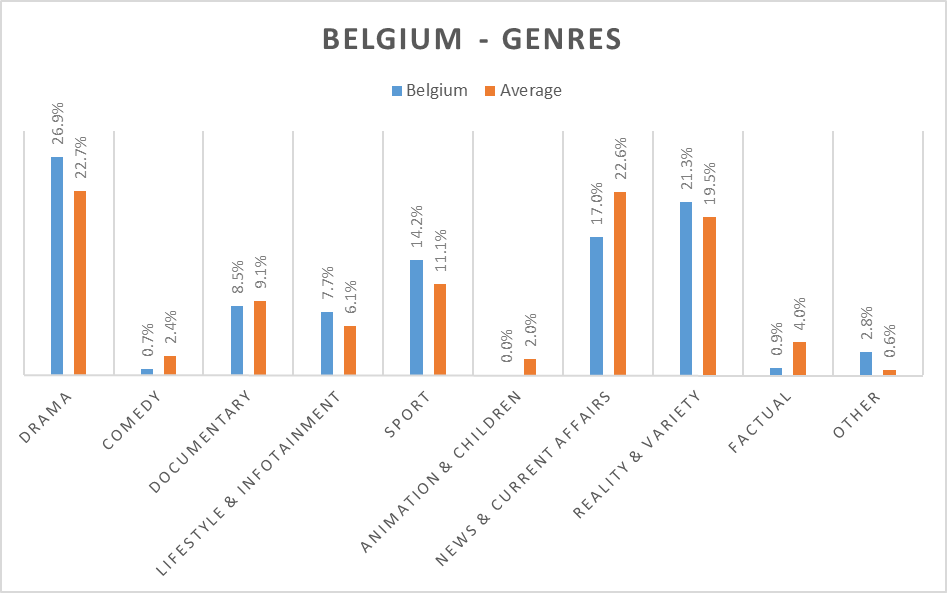 BELGIUM - GENRES
Belgium Average
26.9%
22.7%
0.7%
2.4%
8.5%
9.1%
7.7%
6.1%
14.2%
11.1%
0.0%
2.0%
17.0%
22.6%
21.3%
19.5%
0.9%
4.0%
2.8%
0.6%
DRAMA
COMEDY
DOCUMENTARY
LIFESTYLE & INFOTAINMENT
SPORT
ANIMATION & CHILDREN
NEWS & CURRENT AFFAIRS
REALITY & VARIETY
FACTUAL
OTHER